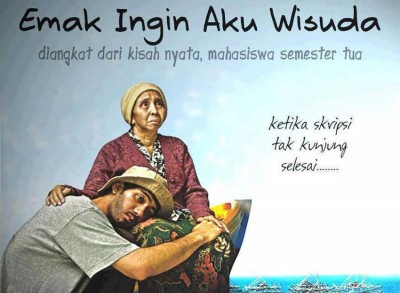 Emak Ingin Aku Wisuda
diangkat dari kisah nyata, mahasiswa semester tua
ketika skripsi
tak kunjung
selesai........